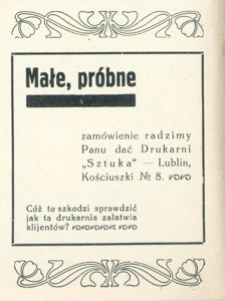 Małe, próbne
zamówienie radzimy
Panu dać Drukarni
„Sztuka" — Lublin,
Kościuszki № 8.
Cóż to szkodzi sprawdzić
jak ta drukarnia załatwia
klijentów?